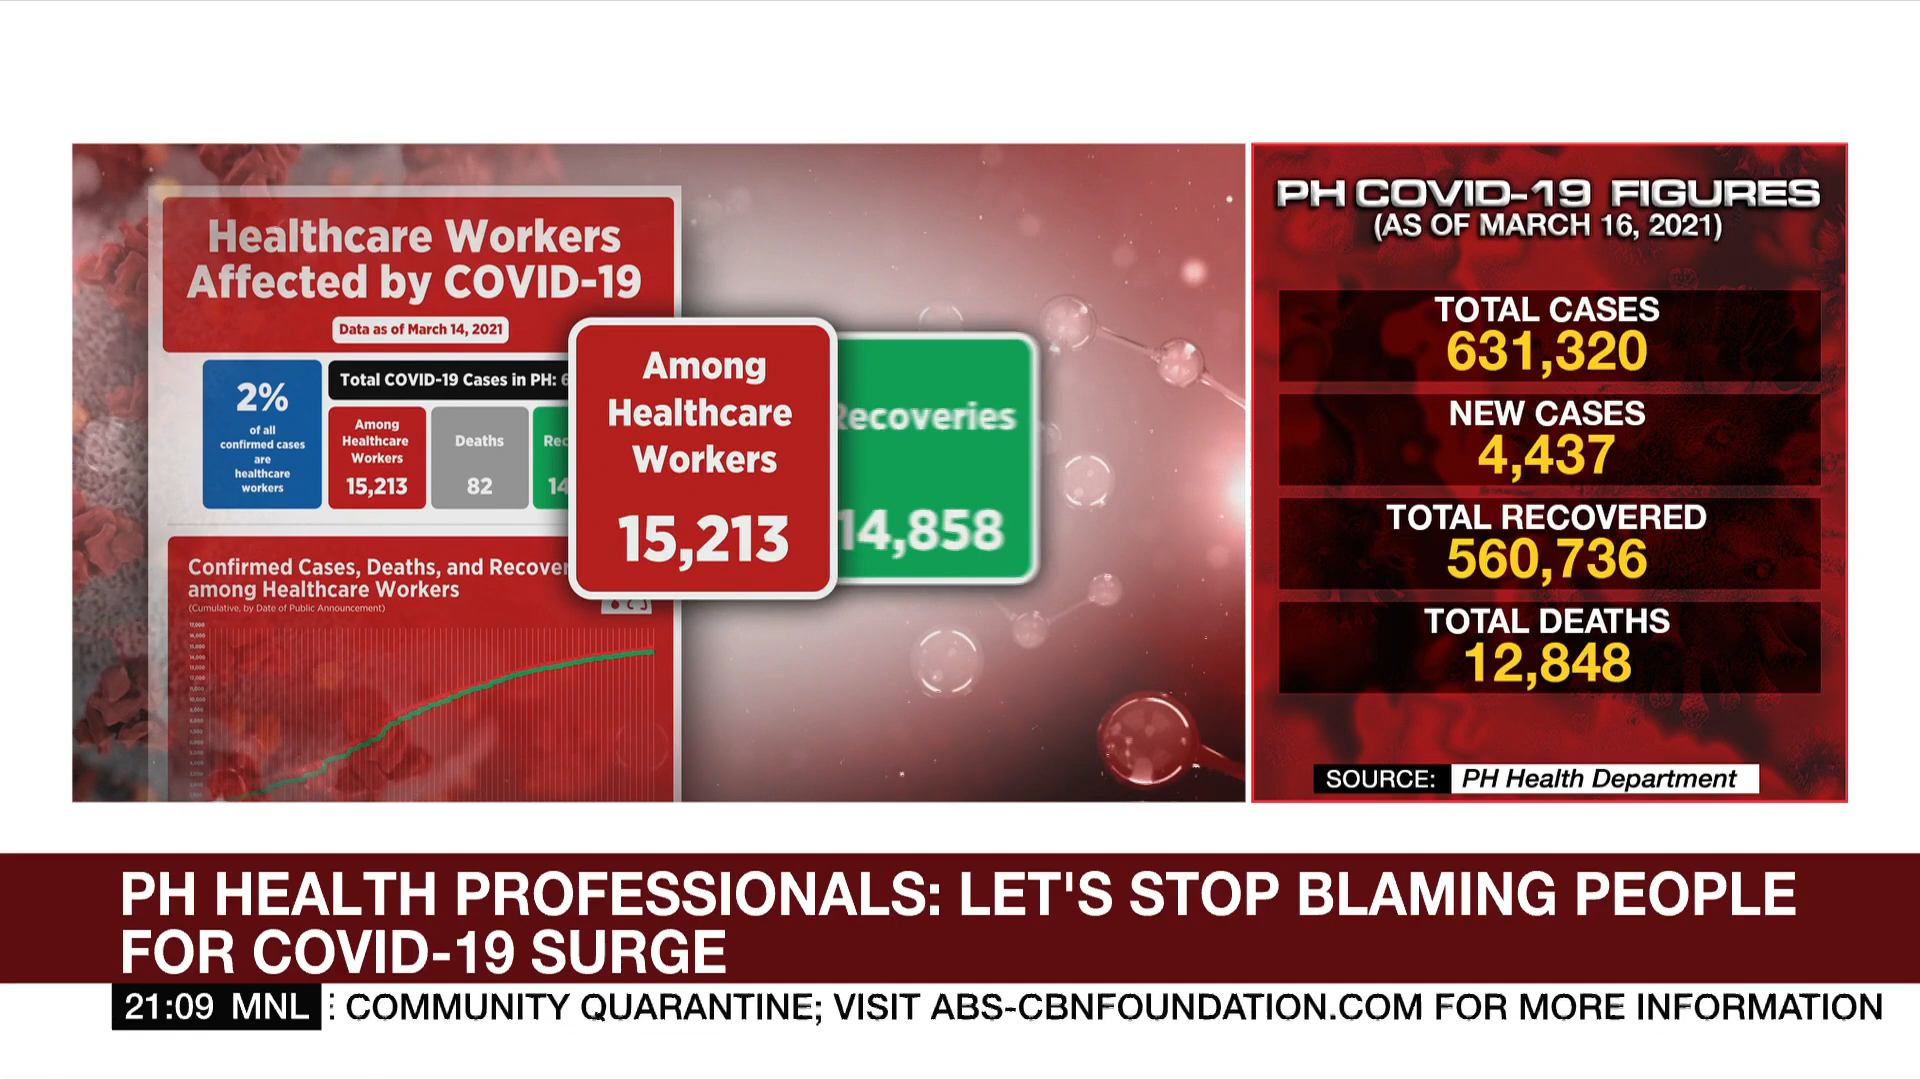 Healthcare Workers
Affected by COVID-19
Data as of March 14, 2021
2%
of all
confirmed cases
are
healthcare
workers
Total COVID-19 Cases in PH: 6
Among
Healthcare
Workers
15,213
Deaths
82
Rec
14
Among
Healthcare
Workers
15,213
Recoveries
14,858
Confirmed Cases, Deaths, and Recover
among Healthcare Workers
(Cumulative, by Date of Public Announcement)
PH COVID-19 FIGURES
(AS OF MARCH 16, 2021)
TOTAL CASES
631,320
NEW CASES
4,437
TOTAL RECOVERED
560,736
TOTAL DEATHS
12,848
SOURCE: PH Health Department
PH HEALTH PROFESSIONALS: LET'S STOP BLAMING PEOPLE
FOR COVID-19 SURGE
21:09 MNL : COMMUNITY QUARANTINE; VISIT ABS-CBNFOUNDATION.COM FOR MORE INFORMATION